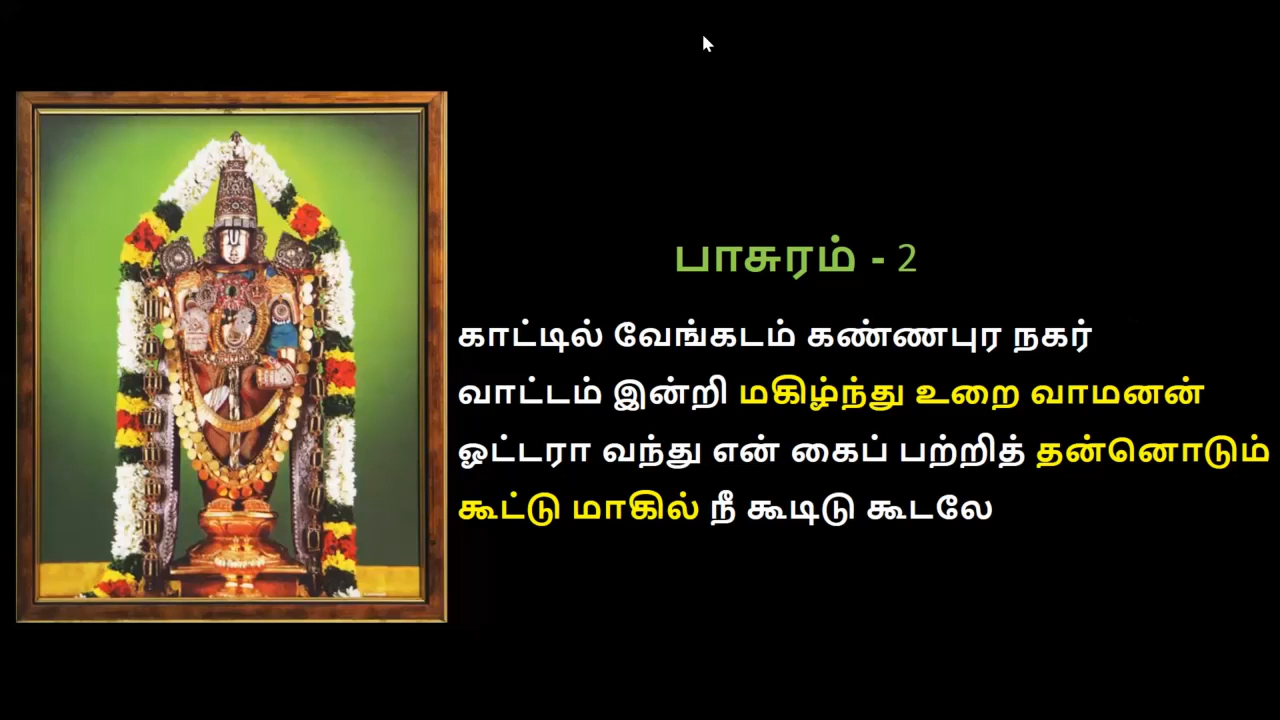 பாசுரம் - 2
காட்டில் வேங்கடம் கண்ணபுர நகர்
வாட்டம் இன்றி மகிழ்ந்து உறை வாமனன்
ஓட்டரா வந்து என் கைப் பற்றித் தன்னொடும்
கூட்டு மாகில் நீ கூடிடு கூடலே